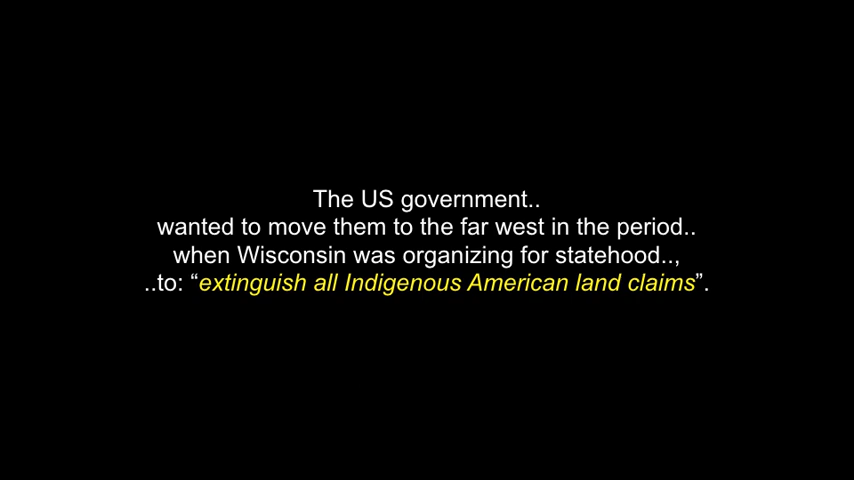 The US government..
wanted to move them to the far west in the period..
when Wisconsin was organizing for statehood..,
..to: “extinguish all Indigenous American land claims”.